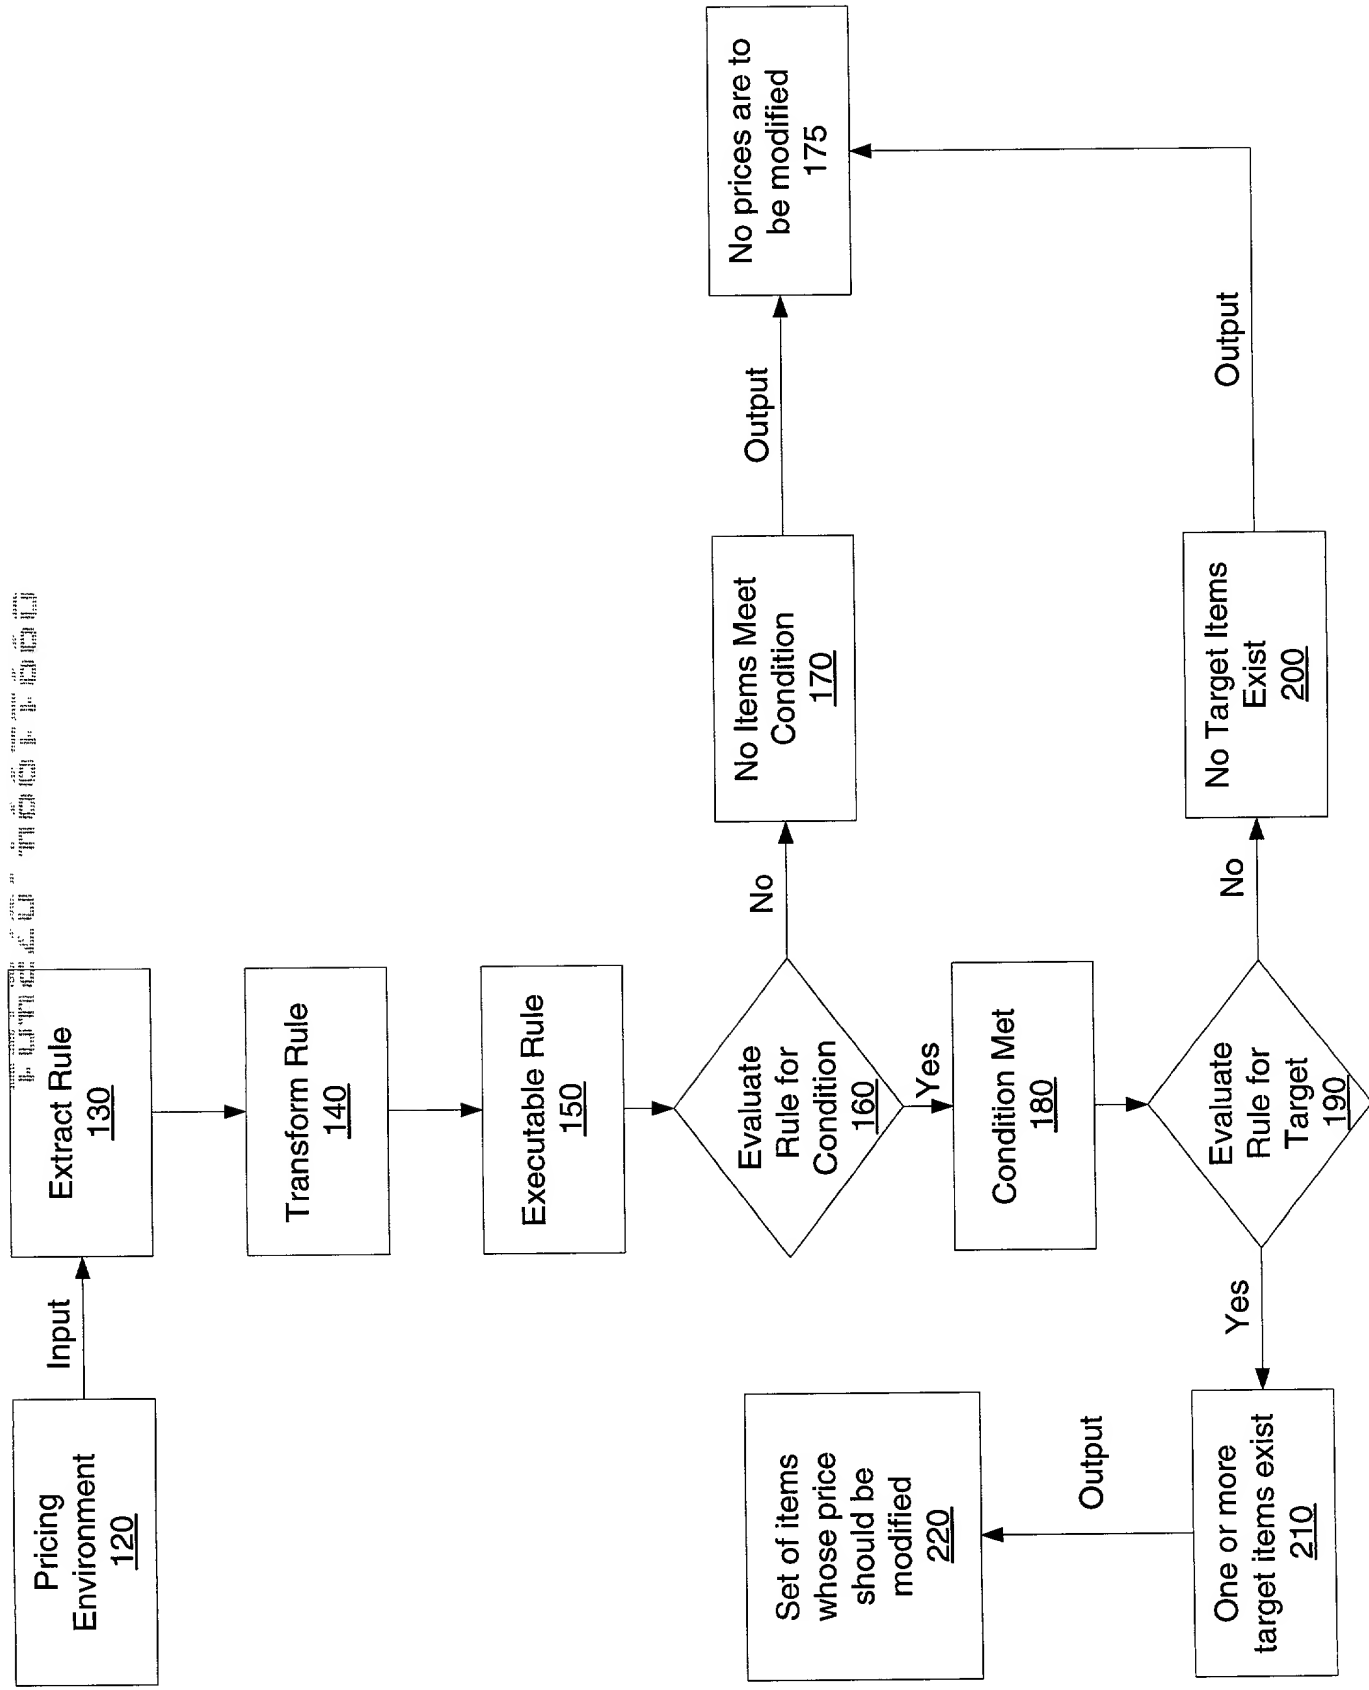 Pricing
Environment
120
Input
Extract Rule
130
Transform Rule
140
Executable Rule
150
Evaluate
Rule for
Condition
160
No
No Items Meet
Condition
170
Output
No prices are to
be modified
175
Yes
Condition Met
180
Evaluate
Rule for
Target
190
No
No Target Items
Exist
200
Output
Yes
One or more
target items exist
210
Output
Set of items
whose price
should be
modified
220